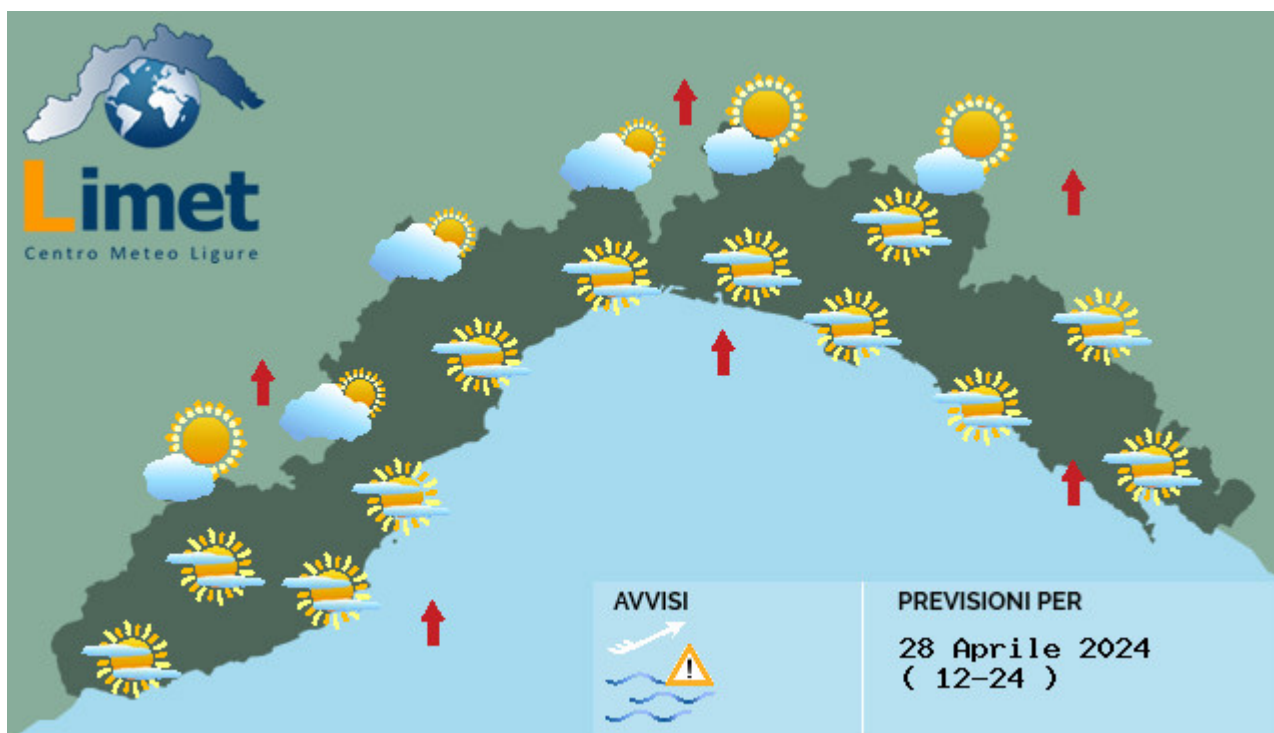 Limet
Centro Meteo Ligure
AVVISI
PREVISIONI PER
28 Aprile 2024
( 12-24 )